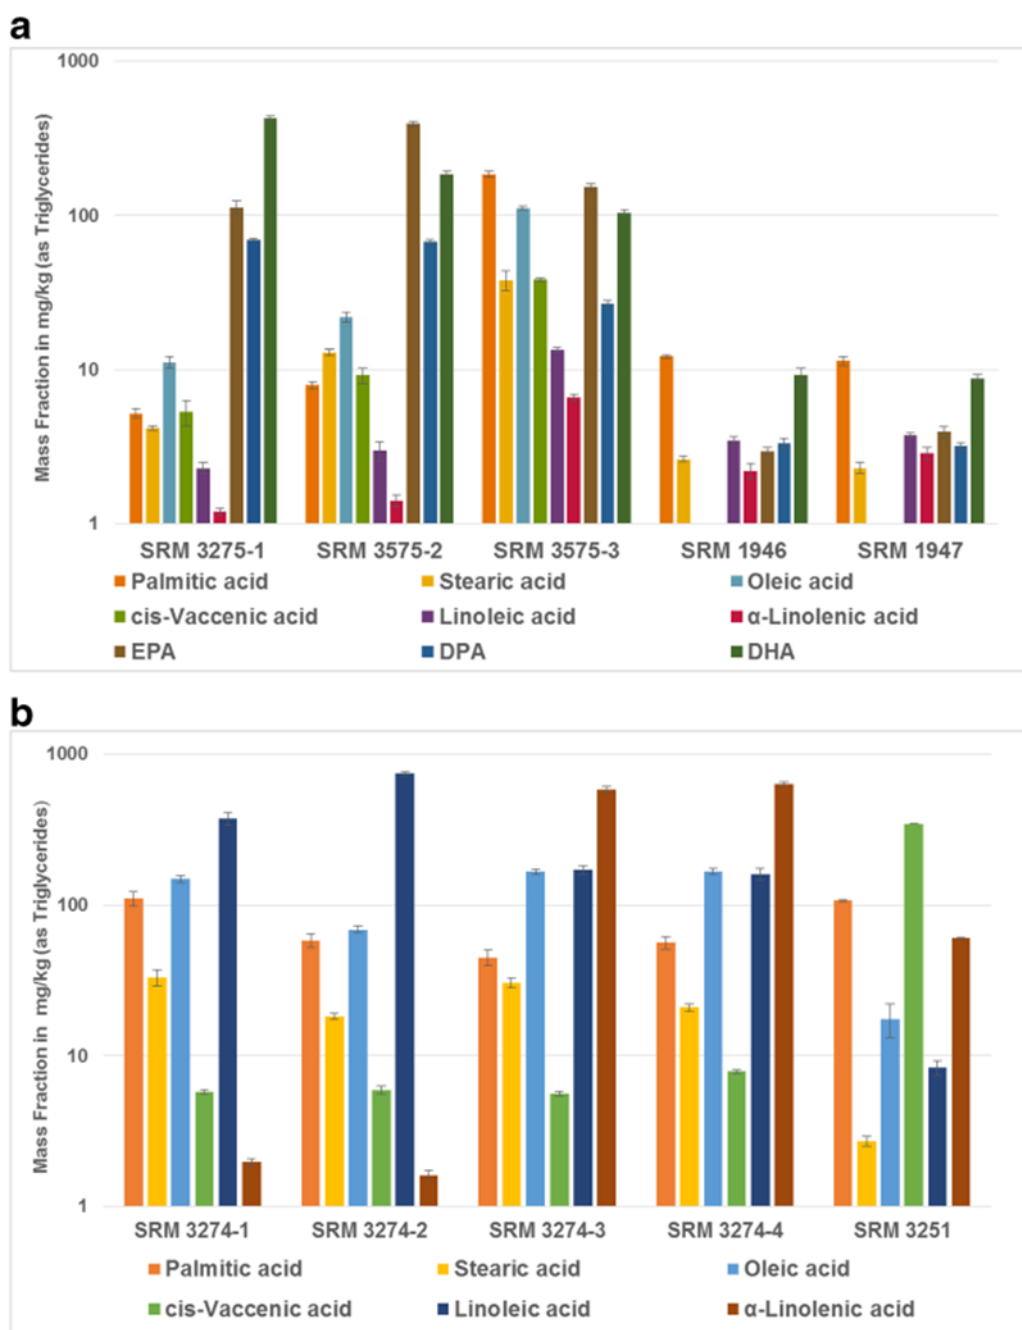 a
1000
100
10
1
Mass Fraction in mg/kg (as Triglycerides)
SRM 3275-1 SRM 3575-2 SRM 3575-3 SRM 1946 SRM 1947
Palmitic acid Stearic acid Oleic acid
cis-Vaccenic acid Linoleic acid α-Linolenic acid
EPA DPA DHA
b
1000
100
10
1
Mass Fraction in mg/kg (as Triglycerides)
SRM 3274-1 SRM 3274-2 SRM 3274-3 SRM 3274-4 SRM 3251
Palmitic acid Stearic acid Oleic acid
cis-Vaccenic acid Linoleic acid α-Linolenic acid